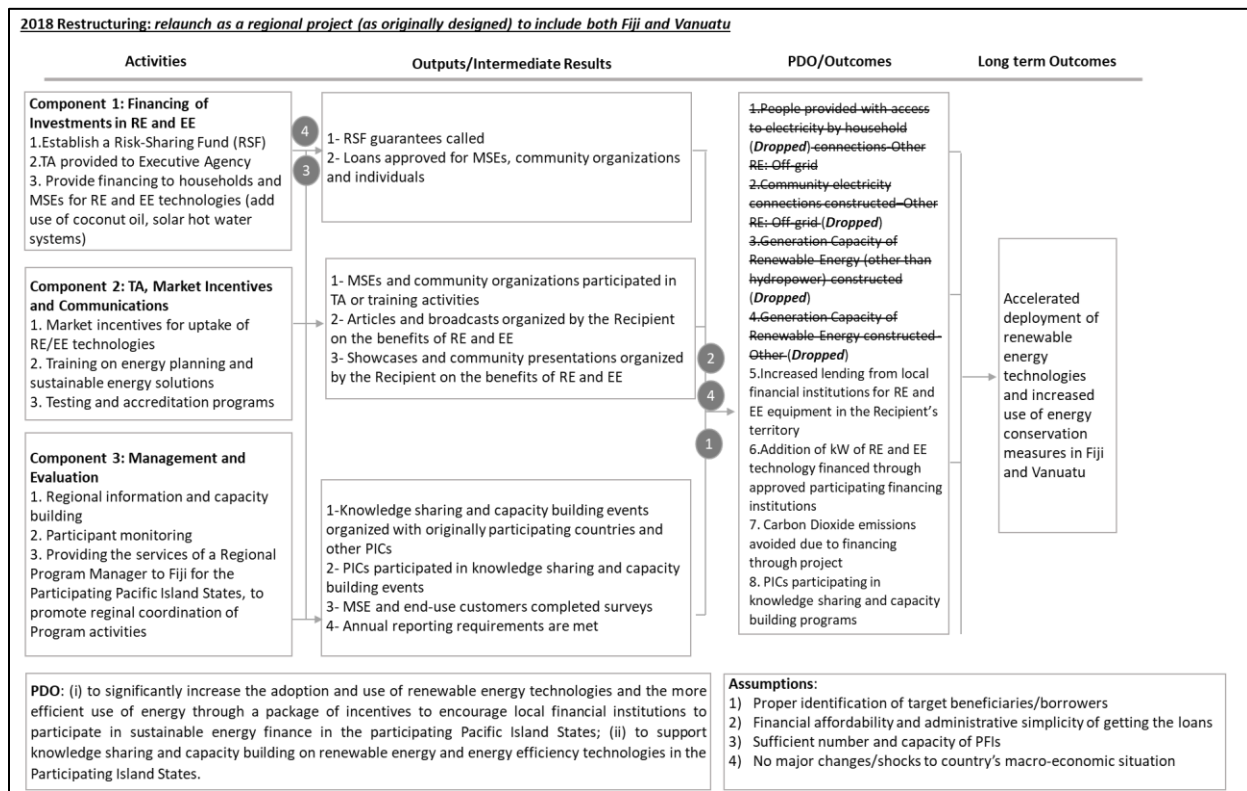 2018 Restructuring: relaunch as a regional project (as originally designed) to include both Fiji and Vanuatu
Activities
Outputs/Intermediate Results
PDO/Outcomes
Long term Outcomes
Component 1: Financing of
Investments in RE and EE
1.Establish a Risk-Sharing Fund (RSF)
2.TA provided to Executive Agency
3. Provide financing to households and
MSEs for RE and EE technologies (add
use of coconut oil, solar hot water
systems)
4
3
1- RSF guarantees called
2- Loans approved for MSEs, community organizations
and individuals
Component 2: TA, Market Incentives
and Communications
1. Market incentives for uptake of
RE/EE technologies
2. Training on energy planning and
sustainable energy solutions
3. Testing and accreditation programs
1- MSEs and community organizations participated in
TA or training activities
2- Articles and broadcasts organized by the Recipient
on the benefits of RE and EE
3- Showcases and community presentations organized
by the Recipient on the benefits of RE and EE
Component 3: Management and
Evaluation
1. Regional information and capacity
building
2. Participant monitoring
3. Providing the services of a Regional
Program Manager to Fiji for the
Participating Pacific Island States, to
promote reginal coordination of
Program activities
1-Knowledge sharing and capacity building events
organized with originally participating countries and
other PICs
2- PICs participated in knowledge sharing and capacity
building events
3- MSE and end-use customers completed surveys
4- Annual reporting requirements are met
2
4
1
1.People provided with access
to electricity by household
(Dropped) connections-Other
RE: Off-grid
2.Community electricity
connections constructed–Other
RE: Off-grid (Dropped)
3.Generation Capacity of
Renewable Energy (other than
hydropower) constructed
(Dropped)
4.Generation Capacity of
Renewable Energy constructed-
Other (Dropped)
5.Increased lending from local
financial institutions for RE and
EE equipment in the Recipient's
territory
6.Addition of kW of RE and EE
technology financed through
approved participating financing
institutions
7. Carbon Dioxide emissions
avoided due to financing
through project
8. PICs participating in
knowledge sharing and capacity
building programs
Accelerated
deployment of
renewable
energy
technologies
and increased
use of energy
conservation
measures in Fiji
and Vanuatu
PDO: (i) to significantly increase the adoption and use of renewable energy technologies and the more
efficient use of energy through a package of incentives to encourage local financial institutions to
participate in sustainable energy finance in the participating Pacific Island States; (ii) to support
knowledge sharing and capacity building on renewable energy and energy efficiency technologies in the
Participating Island States.
Assumptions:
1) Proper identification of target beneficiaries/borrowers
2) Financial affordability and administrative simplicity of getting the loans
3) Sufficient number and capacity of PFIs
4) No major changes/shocks to country's macro-economic situation